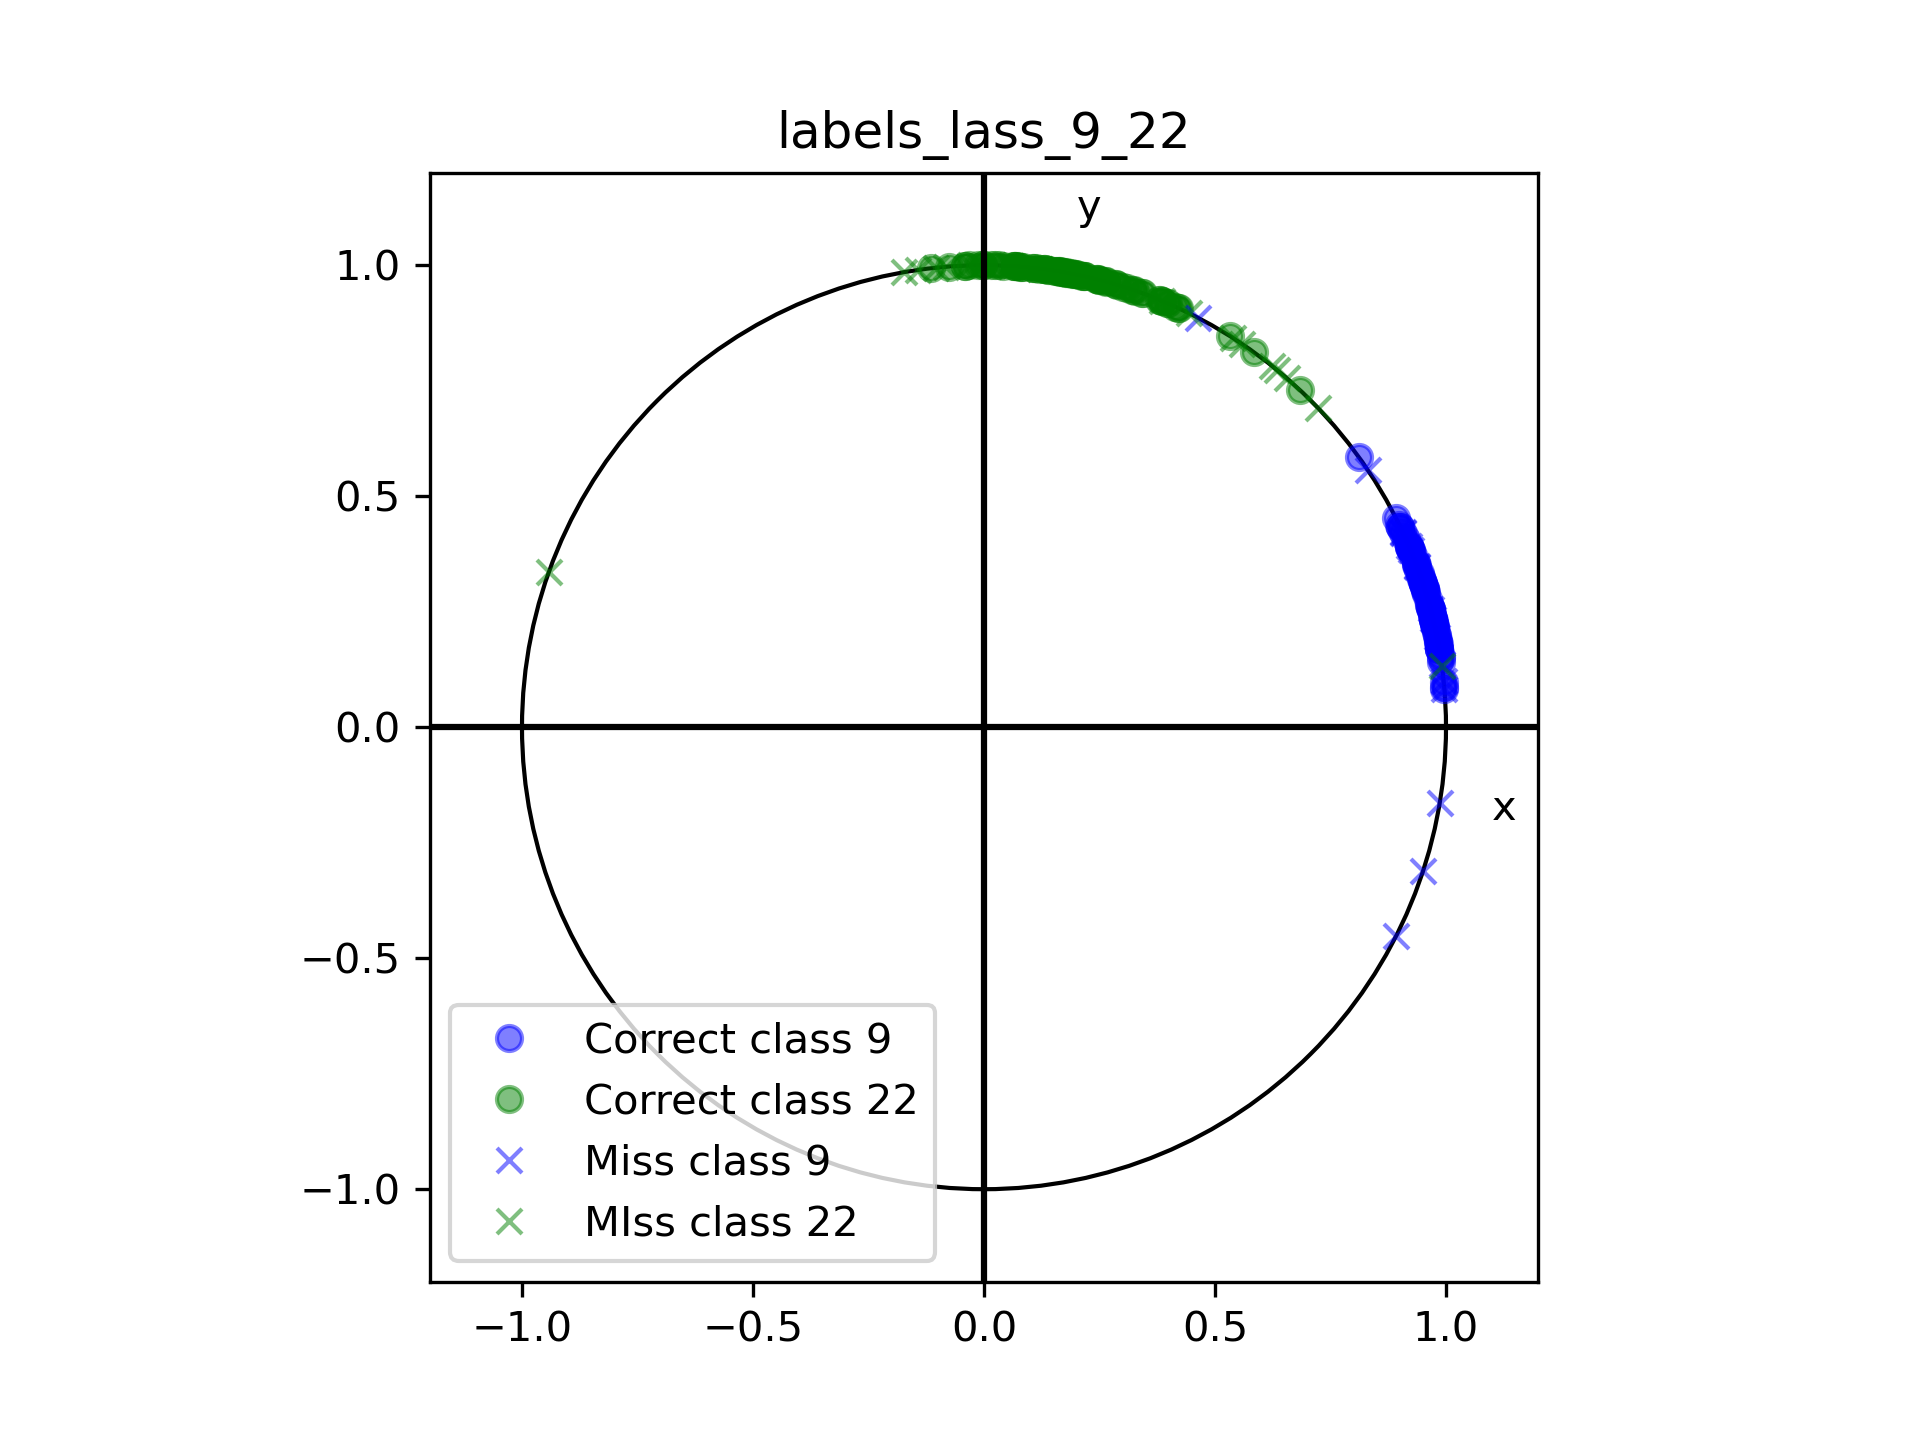 labels_lass_9_22
y
1.0
0.5
0.0
x
−0.5
−1.0
Correct class 9
Correct class 22
Miss class 9
MIss class 22
−1.0 −0.5 0.0 0.5 1.0